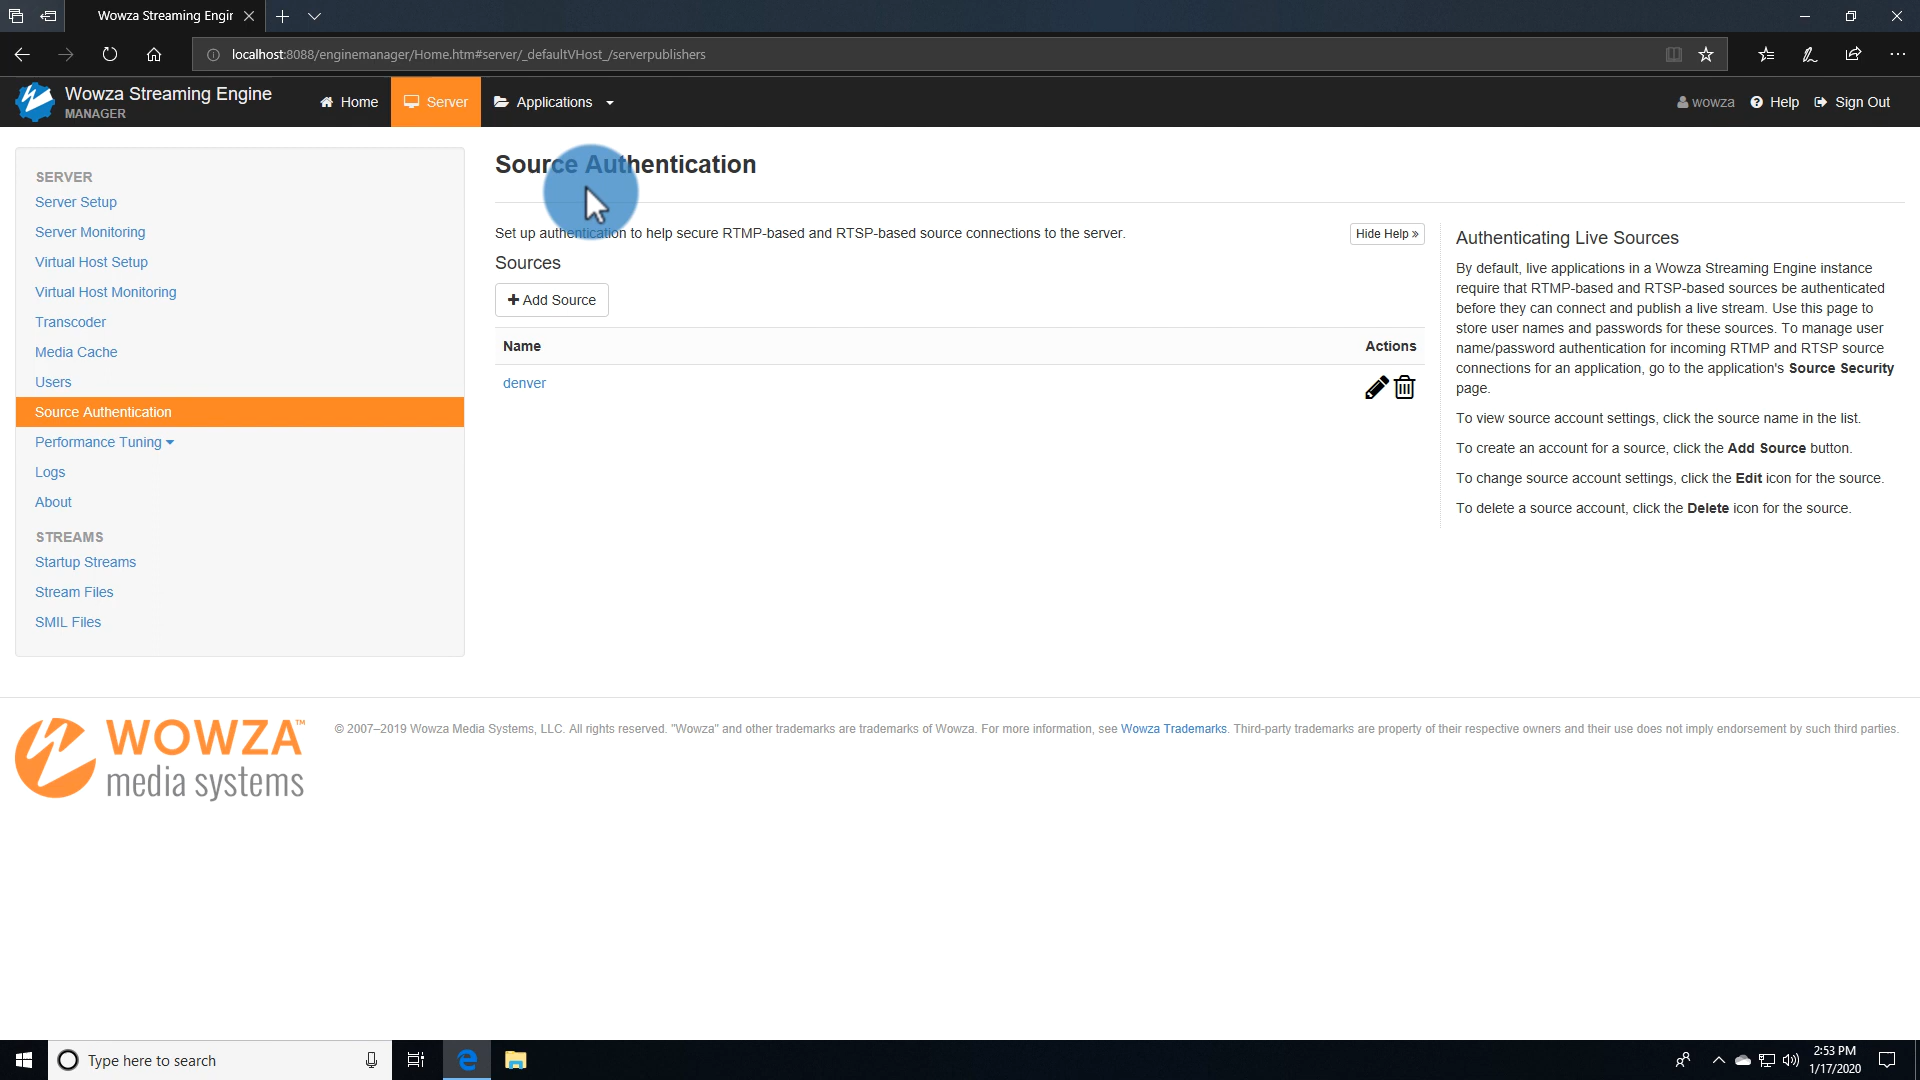 Wowza Streaming Engir
localhost:8088/enginemanager/Home.htm#server/_defaultVHost_/serverpublishers
Wowza Streaming Engine
MANAGER
Home
Server
Applications
wowza
Help
Sign Out
SERVER
Server Setup
Server Monitoring
Virtual Host Setup
Virtual Host Monitoring
Transcoder
Media Cache
Users
Source Authentication
Performance Tuning
Logs
About
STREAMS
Startup Streams
Stream Files
SMIL Files
Source Authentication
Set up authentication to help secure RTMP-based and RTSP-based source connections to the server.
Hide Help »
Sources
Add Source
Name Actions
denver
Authenticating Live Sources
By default, live applications in a Wowza Streaming Engine instance
require that RTMP-based and RTSP-based sources be authenticated
before they can connect and publish a live stream. Use this page to
store user names and passwords for these sources. To manage user
name/password authentication for incoming RTMP and RTSP source
connections for an application, go to the application's Source Security
page.
To view source account settings, click the source name in the list.
To create an account for a source, click the Add Source button.
To change source account settings, click the Edit icon for the source.
To delete a source account, click the Delete icon for the source.
WOWZA™
media systems
© 2007–2019 Wowza Media Systems, LLC. All rights reserved. "Wowza" and other trademarks are trademarks of Wowza. For more information, see Wowza Trademarks. Third-party trademarks are property of their respective owners and their use does not imply endorsement by such third parties.
Type here to search
2:53 PM
1/17/2020